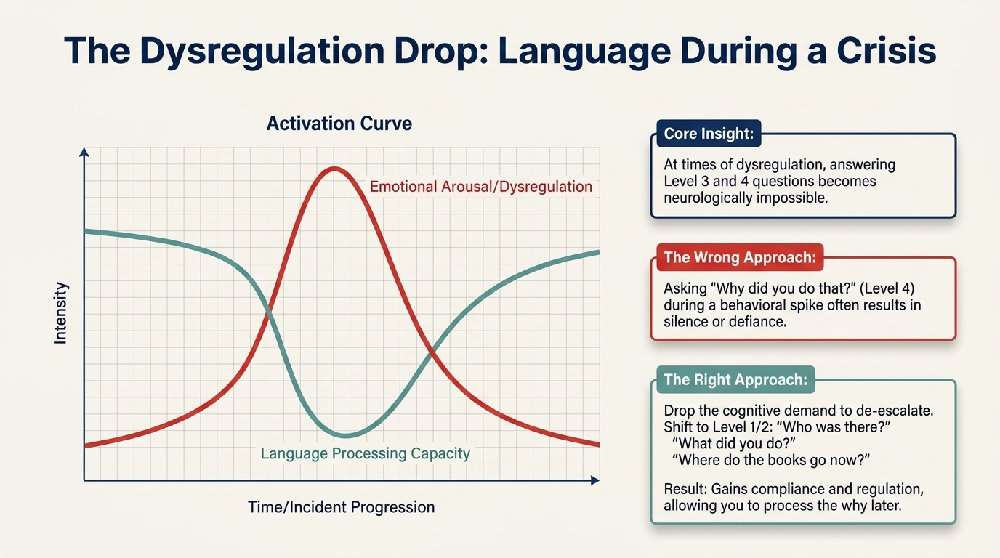 The Dysregulation Drop: Language During a Crisis
Activation Curve
Emotional Arousal/Dysregulation
Intensity
Language Processing Capacity
Time/Incident Progression
Core Insight:
At times of dysregulation, answering
Level 3 and 4 questions becomes
neurologically impossible.
The Wrong Approach:
Asking “Why did you do that?” (Level 4)
during a behavioral spike often results in
silence or defiance.
The Right Approach:
Drop the cognitive demand to de-escalate.
Shift to Level 1/2: “Who was there?”
“What did you do?”
“Where do the books go now?”
Result: Gains compliance and regulation,
allowing you to process the why later.